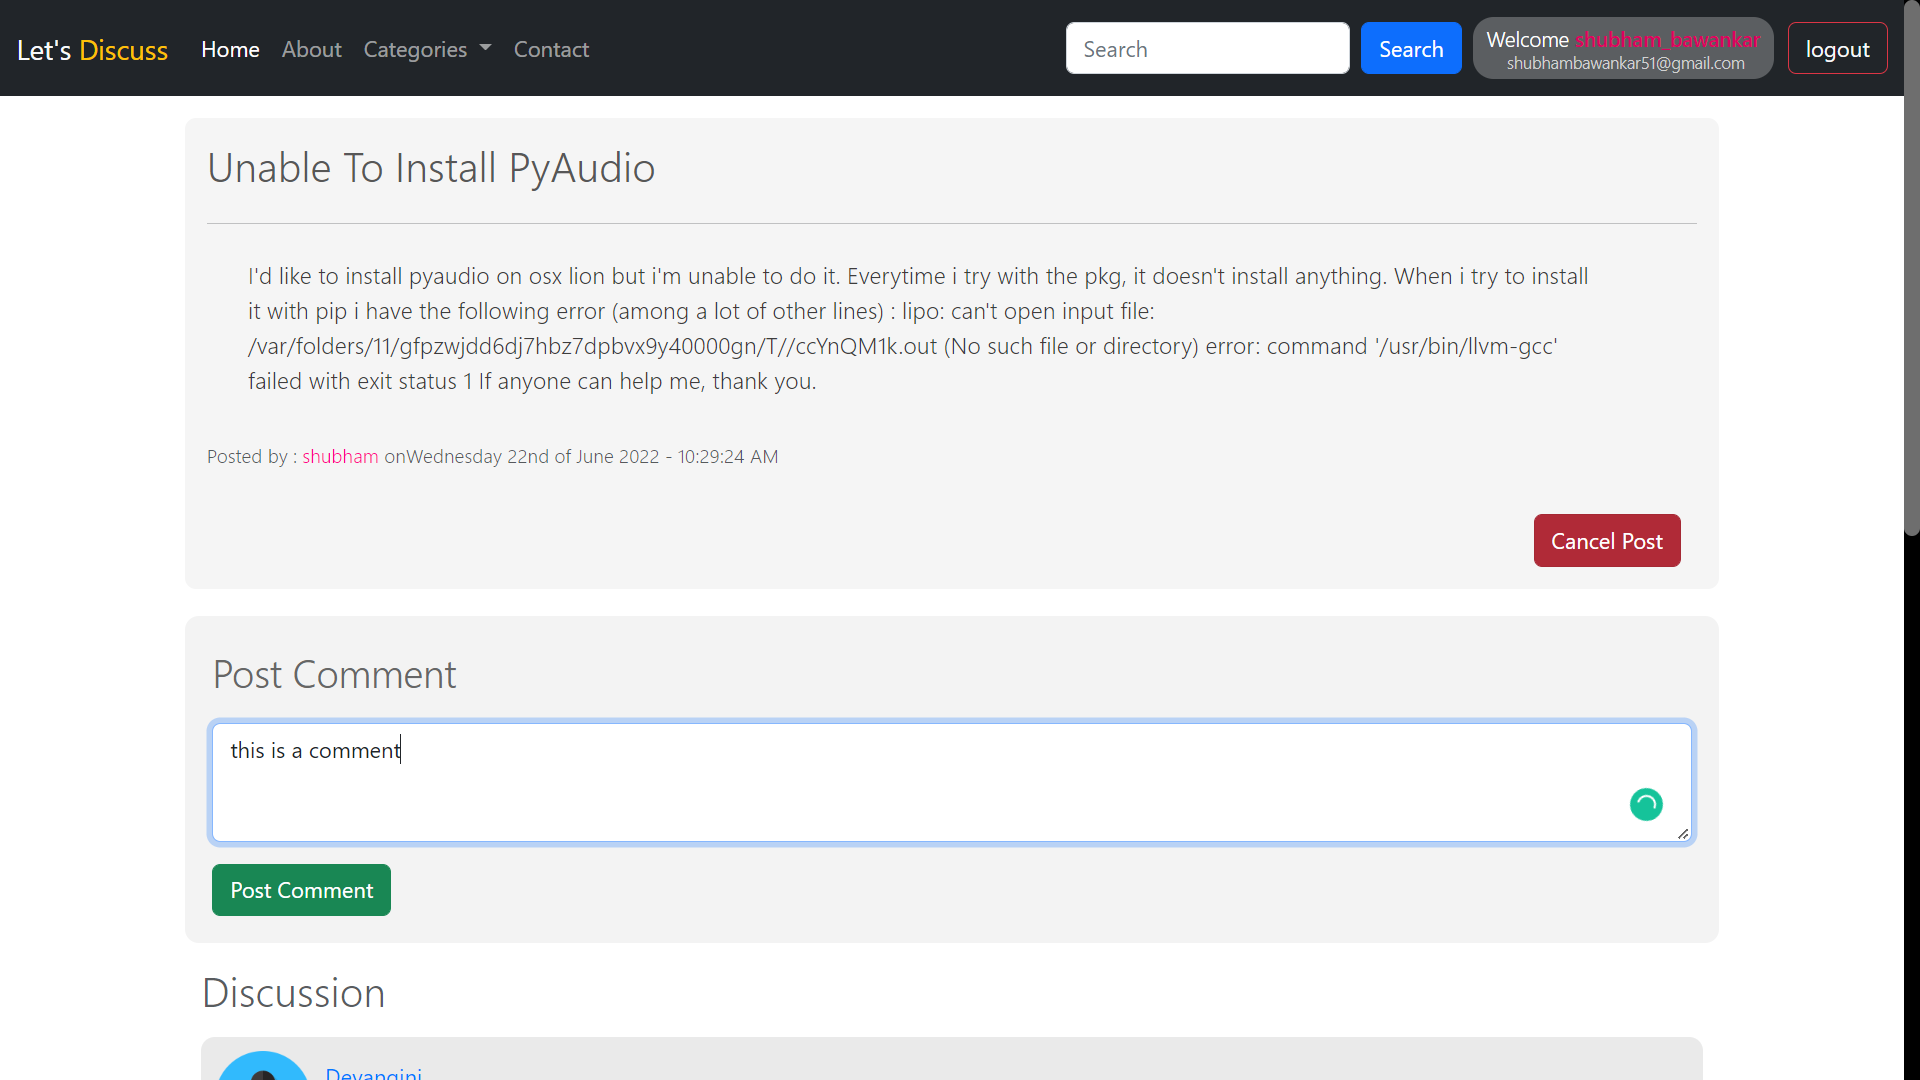 Let's Discuss Home About Categories Contact Search Search Welcome shubham_bawankar logout
shubhambawankar51@gmail.com
Unable To Install PyAudio
I'd like to install pyaudio on osx lion but i'm unable to do it. Everytime i try with the pkg, it doesn't install anything. When i try to install
it with pip i have the following error (among a lot of other lines) : lipo: can't open input file:
/var/folders/11/gfpzwjdd6dj7hbz7dpbvx9y40000gn/T//ccYnQM1k.out (No such file or directory) error: command '/usr/bin/llvm-gcc'
failed with exit status 1 If anyone can help me, thank you.
Posted by : shubham onWednesday 22nd of June 2022 - 10:29:24 AM
Cancel Post
Post Comment
this is a comment
Post Comment
Discussion
Devangini